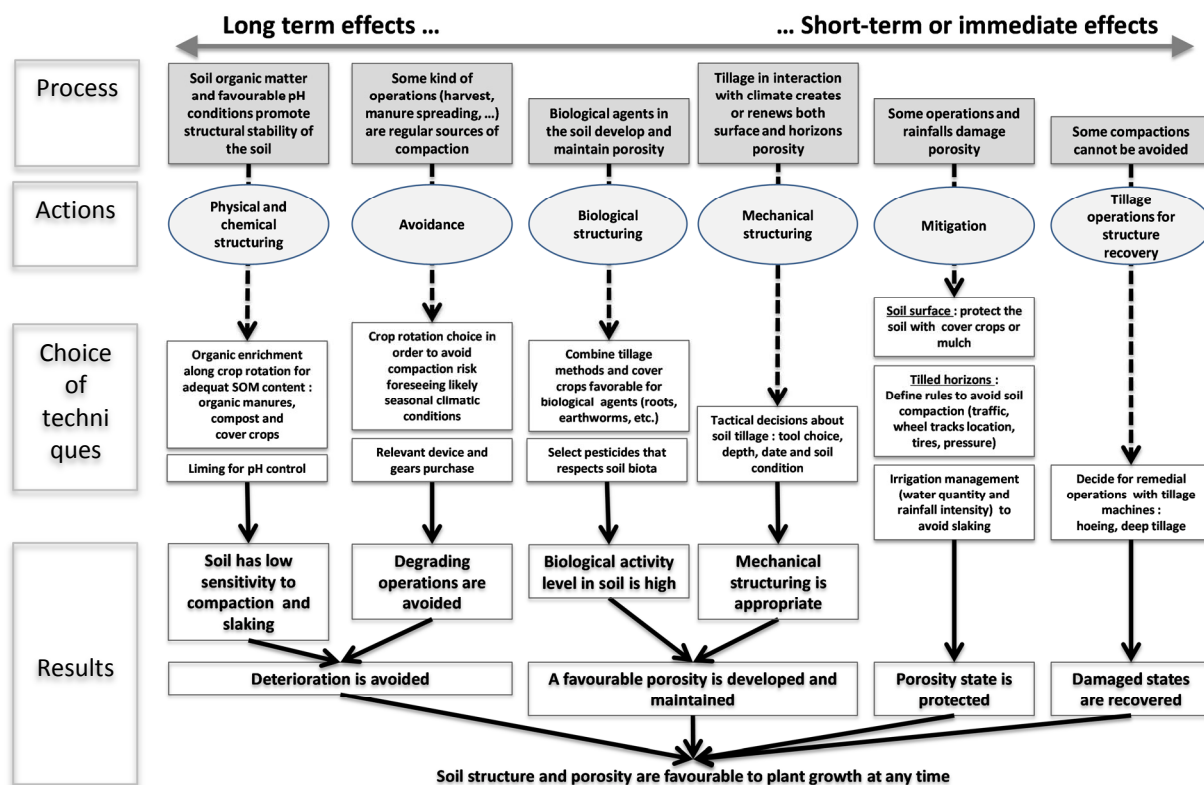 Long term effects ...
... Short-term or immediate effects
Process
Soil organic matter
and favourable pH
conditions promote
structural stability of
the soil
Some kind of
operations (harvest,
manure spreading, ...)
are regular sources of
compaction
Biological agents in
the soil develop and
maintain porosity
Tillage in interaction
with climate creates
or renews both
surface and horizons
porosity
Some operations and
rainfalls damage
porosity
Some compactions
cannot be avoided
Actions
Physical and
chemical
structuring
Avoidance
Biological
structuring
Mechanical
structuring
Mitigation
Tillage
operations for
structure
recovery
Choice
of
techni
ques
Organic enrichment
along crop rotation for
adequat SOM content :
organic manures,
compost and
cover crops
Liming for pH control
Crop rotation choice in
order to avoid
compaction risk
foreseeing likely
seasonal climatic
conditions
Relevant device and
gears purchase
Combine tillage
methods and cover
crops favorable for
biological agents (roots,
earthworms, etc.)
Select pesticides that
respects soil biota
Tactical decisions about
soil tillage : tool choice,
depth, date and soil
condition
Soil surface : protect the
soil with cover crops or
mulch
Tilled horizons :
Define rules to avoid soil
compaction (traffic,
wheel tracks location,
tires, pressure)
Irrigation management
(water quantity and
rainfall intensity) to
avoid slaking
Decide for remedial
operations with tillage
machines :
hoeing, deep tillage
Results
Soil has low
sensitivity to
compaction and
slaking
Degrading
operations are
avoided
Biological activity
level in soil is high
Mechanical
structuring is
appropriate
Deterioration is avoided
A favourable porosity is developed and
maintained
Porosity state is
protected
Damaged states
are recovered
Soil structure and porosity are favourable to plant growth at any time